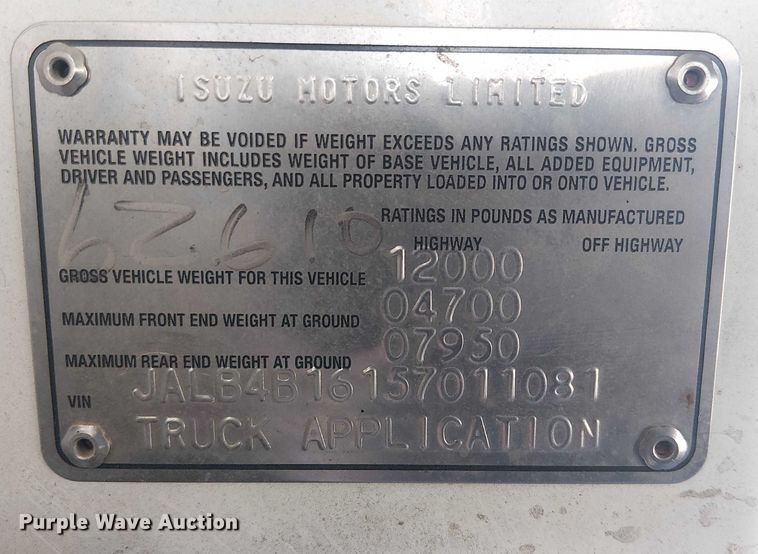 ISUZU MOTORS LIMITED
WARRANTY MAY BE VOIDED IF WEIGHT EXCEEDS ANY RATINGS SHOWN. GROSS
VEHICLE WEIGHT INCLUDES WEIGHT OF BASE VEHICLE, ALL ADDED EQUIPMENT,
DRIVER AND PASSENGERS, AND ALL PROPERTY LOADED INTO OR ONTO VEHICLE.
RATINGS IN POUNDS AS MANUFACTURED
HIGHWAY OFF HIGHWAY
GROSS VEHICLE WEIGHT FOR THIS VEHICLE 12000
MAXIMUM FRONT END WEIGHT AT GROUND 04700
MAXIMUM REAR END WEIGHT AT GROUND 07950
VIN JALB4B16157011081
TRUCK APPLICATION
Purple Wave Auction